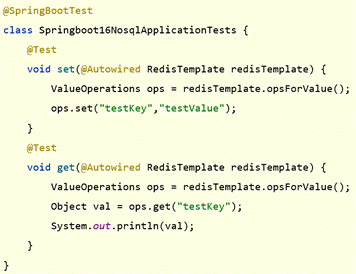 @SpringBootTest
class Springboot16NosqlApplicationTests {
    @Test
    void set(@Autowired RedisTemplate redisTemplate) {
        ValueOperations ops = redisTemplate.opsForValue();
        ops.set("testKey","testValue");
    }
    @Test
    void get(@Autowired RedisTemplate redisTemplate) {
        ValueOperations ops = redisTemplate.opsForValue();
        Object val = ops.get("testKey");
        System.out.println(val);
    }
}